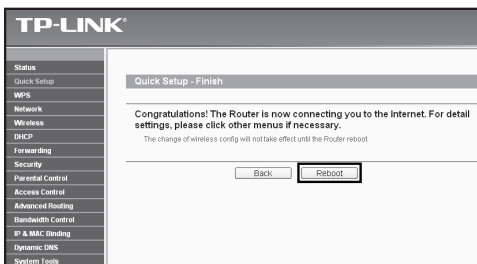 TP-LINK®
Status
Quick Setup
WPS
Network
Wireless
DHCP
Forwarding
Security
Parental Control
Access Control
Advanced Routing
Bandwidth Control
IP & MAC Binding
Dynamic DNS
System Tools
Quick Setup - Finish
Congratulations! The Router is now connecting you to the Internet. For detail
settings, please click other menus if necessary.
The change of wireless config will not take effect until the Router reboot.
Back
Reboot